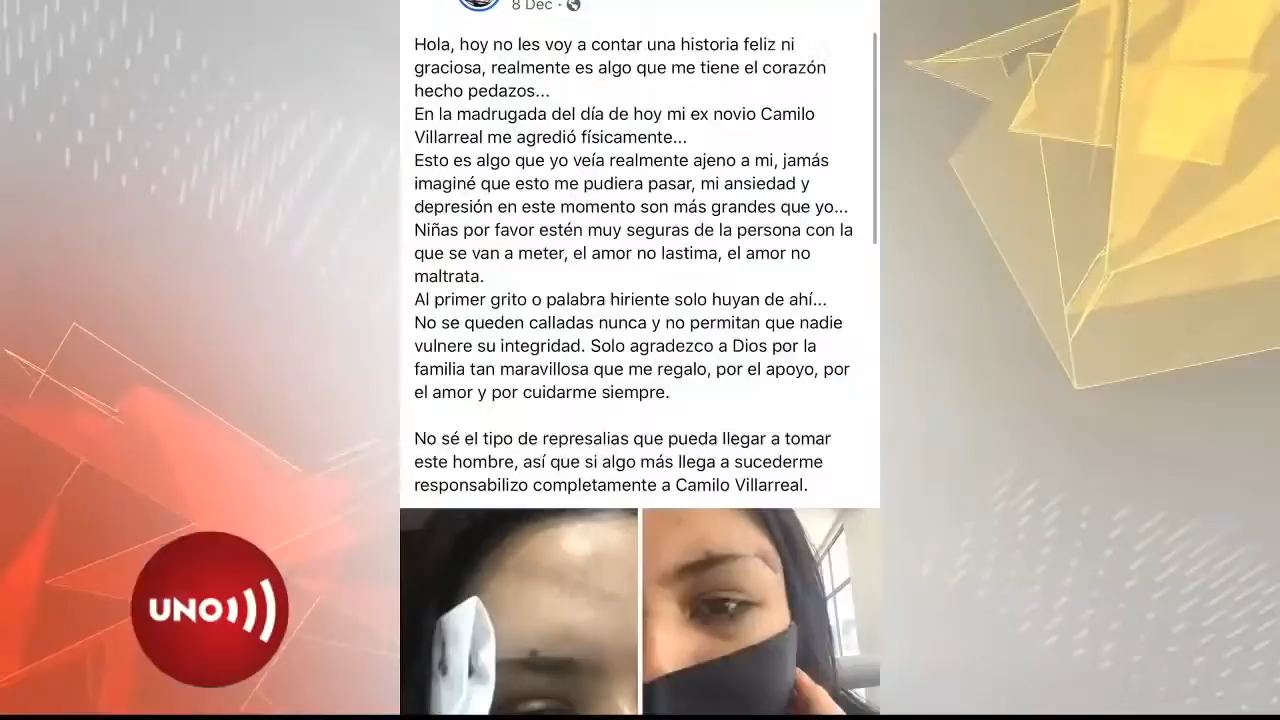 8 Dec ·
Hola, hoy no les voy a contar una historia feliz ni
graciosa, realmente es algo que me tiene el corazón
hecho pedazos...
En la madrugada del día de hoy mi ex novio Camilo
Villarreal me agredió físicamente...
Esto es algo que yo veía realmente ajeno a mi, jamás
imaginé que esto me pudiera pasar, mi ansiedad y
depresión en este momento son más grandes que yo...
Niñas por favor estén muy seguras de la persona con la
que se van a meter, el amor no lastima, el amor no
maltrata.
Al primer grito o palabra hiriente solo huyan de ahí...
No se queden calladas nunca y no permitan que nadie
vulnere su integridad. Solo agradezco a Dios por la
familia tan maravillosa que me regalo, por el apoyo, por
el amor y por cuidarme siempre.
No sé el tipo de represalias que pueda llegar a tomar
este hombre, así que si algo más llega a sucederme
responsabilizo completamente a Camilo Villarreal.
UNO